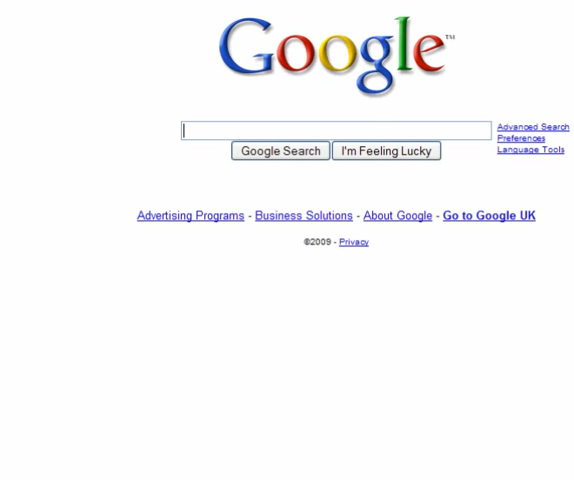 Google™
Advanced Search
Preferences
Language Tools
Google Search I'm Feeling Lucky
Advertising Programs - Business Solutions - About Google - Go to Google UK
©2009 - Privacy